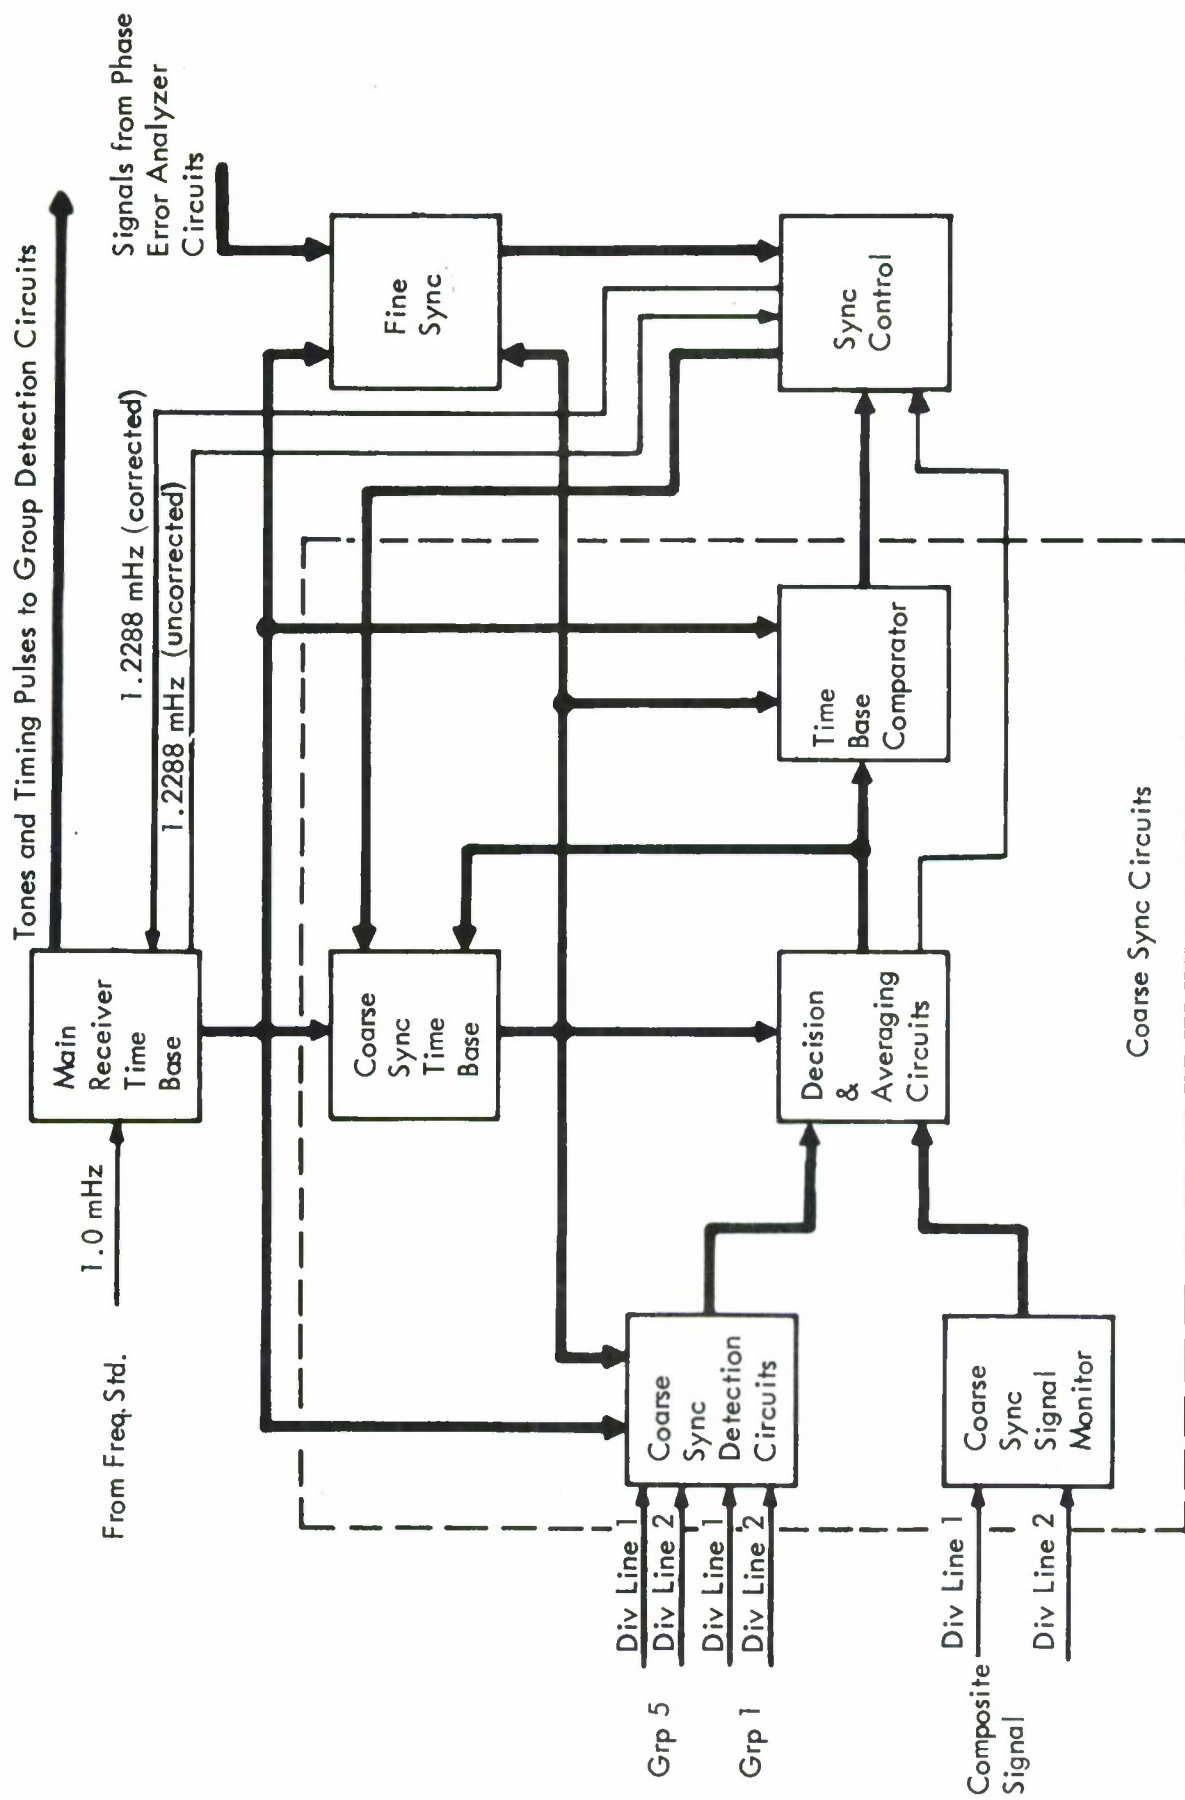 Tones and Timing Pulses to Group Detection Circuits
Signals from Phase
Error Analyzer
Circuits
1.2288 mHz (corrected)
1.2288 mHz (uncorrected)
From Freq. Std.
1.0 mHz
Main
Receiver
Time
Base
Fine
Sync
Coarse
Sync
Time
Base
Grp 5
Div Line 1
Div Line 2
Grp 1
Div Line 1
Div Line 2
Coarse
Sync
Detection
Circuits
Decision
&
Averaging
Circuits
Time
Base
Comparator
Sync
Control
Composite
Signal
Div Line 1
Div Line 2
Coarse
Sync
Signal
Monitor
Coarse Sync Circuits